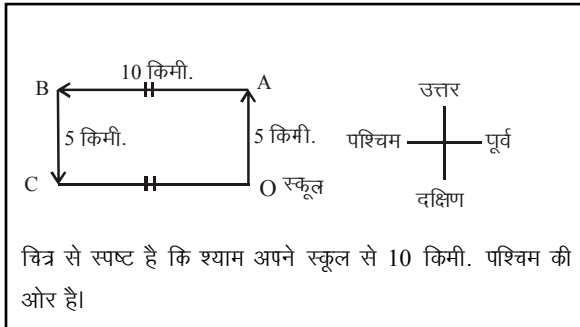 10 किमी.
B A
5 किमी. 5 किमी.
C O स्कूल
उत्तर
पश्चिम पूर्व
दक्षिण
चित्र से स्पष्ट है कि श्याम अपने स्कूल से 10 किमी. पश्चिम की
ओर है।